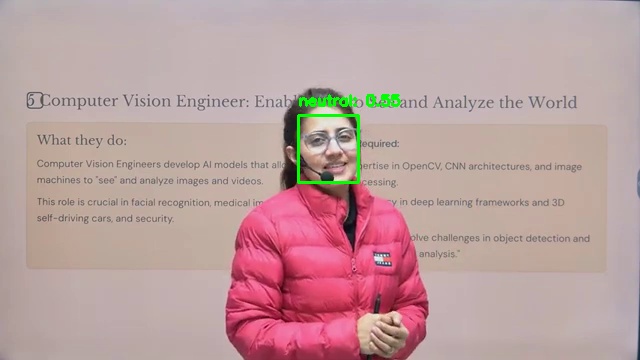 5 Computer Vision Engineer: Enab and Analyze the World
neutral: 0.55
What they do:
Computer Vision Engineers develop AI models that
machines to "see" and analyze images and videos.
This role is crucial in facial recognition, medical
self-driving cars, and security.
equired:
ertise in OpenCV, CNN architectures, and image
cessing.
in deep learning frameworks and 3D
olve challenges in object detection and
analysis."